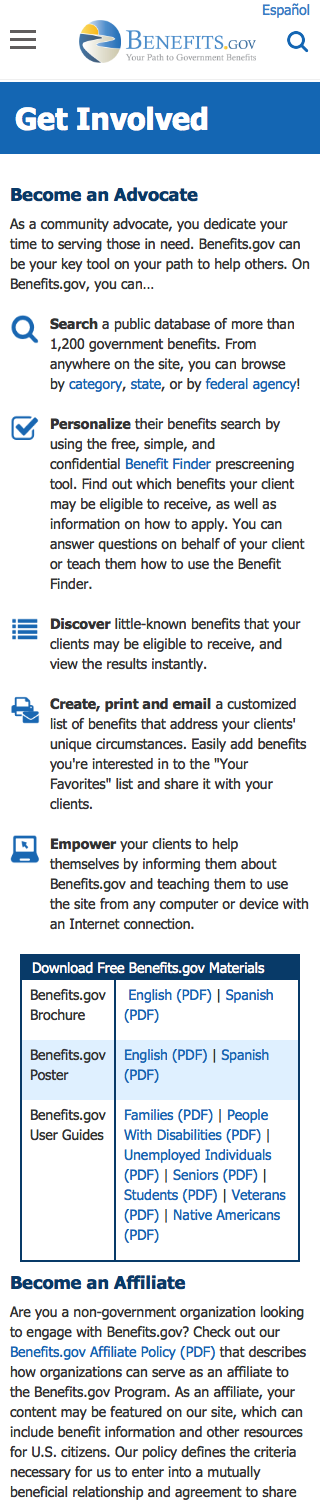 Español
BENEFITS.GOV
Your Path to Government Benefits
Get Involved
Become an Advocate
As a community advocate, you dedicate your
time to serving those in need. Benefits.gov can
be your key tool on your path to help others. On
Benefits.gov, you can...
Search a public database of more than
1,200 government benefits. From
anywhere on the site, you can browse
by category, state, or by federal agency!
Personalize their benefits search by
using the free, simple, and
confidential Benefit Finder prescreening
tool. Find out which benefits your client
may be eligible to receive, as well as
information on how to apply. You can
answer questions on behalf of your client
or teach them how to use the Benefit
Finder.
Discover little-known benefits that your
clients may be eligible to receive, and
view the results instantly.
Create, print and email a customized
list of benefits that address your clients'
unique circumstances. Easily add benefits
you're interested in to the "Your
Favorites" list and share it with your
clients.
Empower your clients to help
themselves by informing them about
Benefits.gov and teaching them to use
the site from any computer or device with
an Internet connection.
Download Free Benefits.gov Materials
Benefits.gov
Brochure
English (PDF) | Spanish
(PDF)
Benefits.gov
Poster
English (PDF) | Spanish
(PDF)
Benefits.gov
User Guides
Families (PDF) | People
With Disabilities (PDF) |
Unemployed Individuals
(PDF) | Seniors (PDF) |
Students (PDF) | Veterans
(PDF) | Native Americans
(PDF)
Become an Affiliate
Are you a non-government organization looking
to engage with Benefits.gov? Check out our
Benefits.gov Affiliate Policy (PDF) that describes
how organizations can serve as an affiliate to
the Benefits.gov Program. As an affiliate, your
content may be featured on our site, which can
include benefit information and other resources
for U.S. citizens. Our policy defines the criteria
necessary for us to enter into a mutually
beneficial relationship and agreement to share